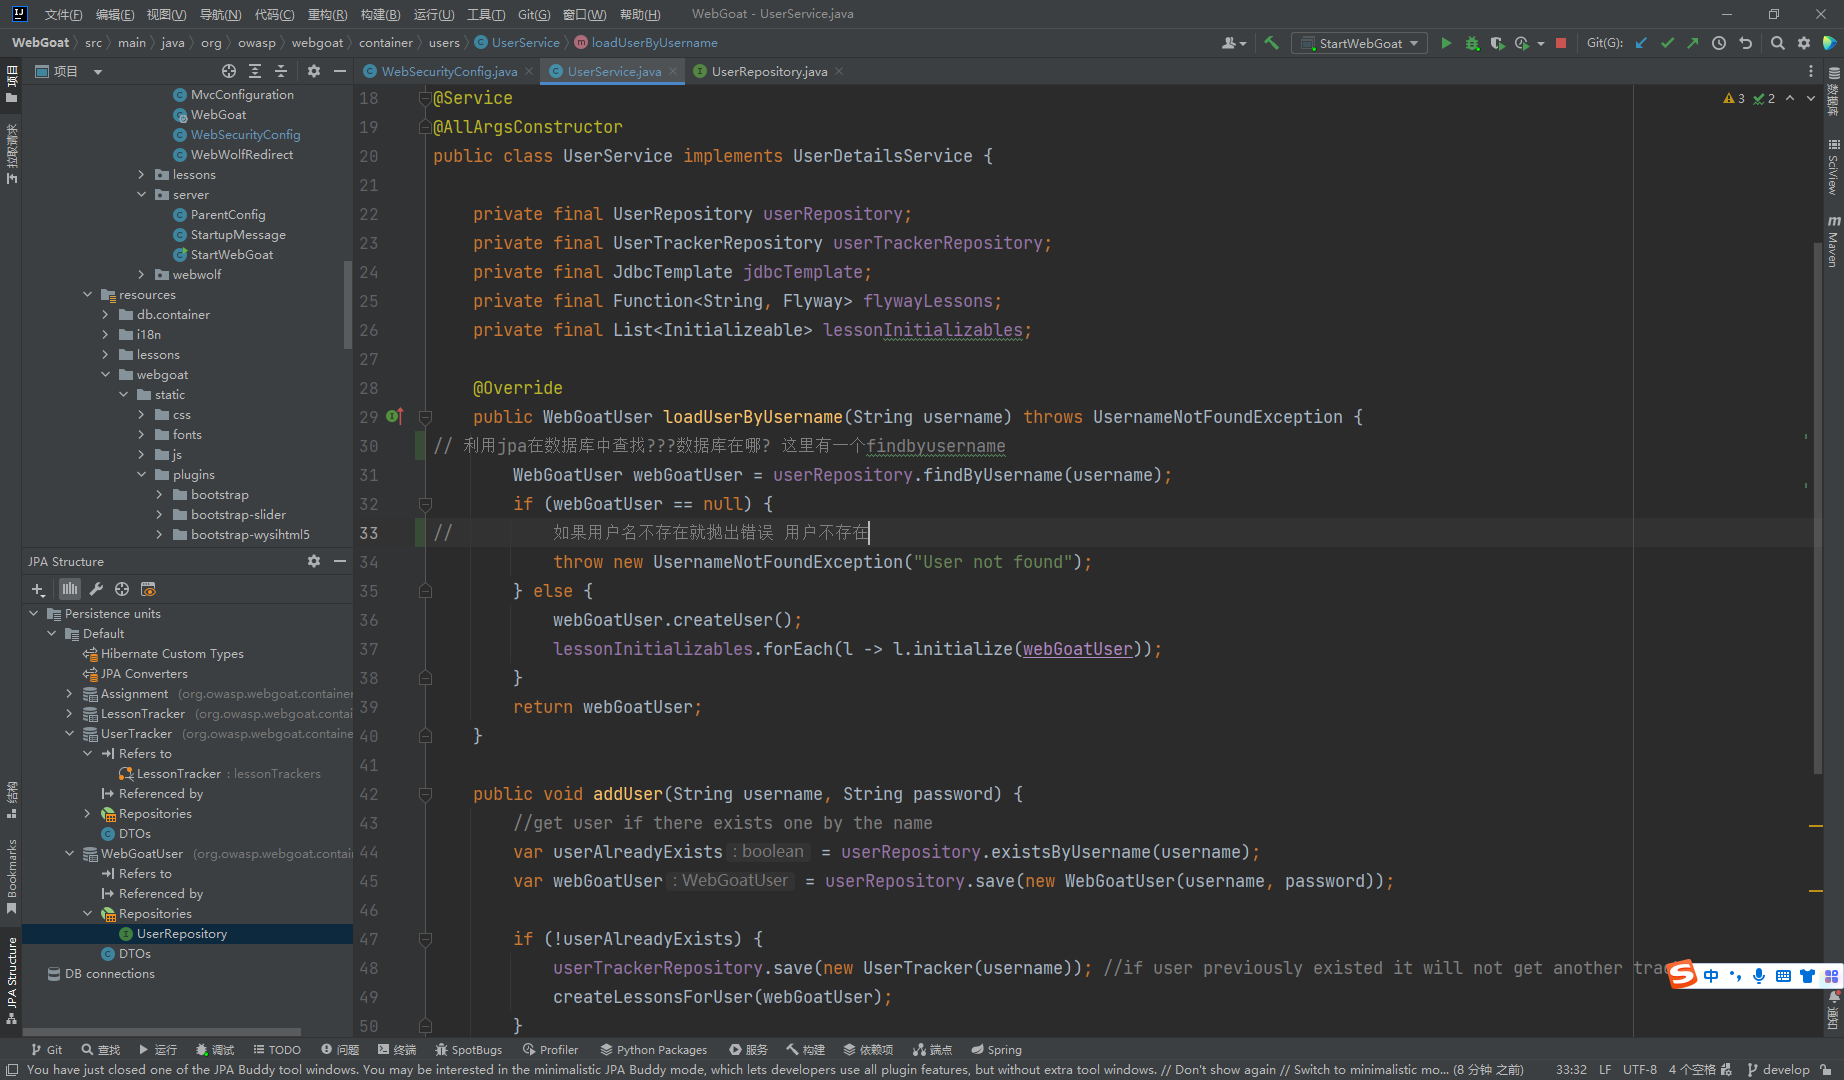 文件(F) 编辑(E) 视图(V) 导航(N) 代码(C) 重构(R) 构建(B) 运行(U) 工具(T) Git(G) 窗口(W) 帮助(H) WebGoat - UserService.java
WebGoat src main java org owasp webgoat container users UserService loadUserByUsername StartWebGoat Git(G):
项目
WebSecurityConfig.java UserService.java UserRepository.java
项目
拉取请求
结构
Bookmarks
JPA Structure
MvcConfiguration
WebGoat
WebSecurityConfig
WebWolfRedirect
lessons
server
ParentConfig
StartupMessage
StartWebGoat
webwolf
resources
db.container
i18n
lessons
webgoat
static
css
fonts
js
plugins
bootstrap
bootstrap-slider
bootstrap-wysihtml5
JPA Structure
Persistence units
Default
Hibernate Custom Types
JPA Converters
Assignment (org.owasp.webgoat.container
LessonTracker (org.owasp.webgoat.contai
UserTracker (org.owasp.webgoat.containe
Refers to
LessonTracker : lessonTrackers
Referenced by
Repositories
DTOs
WebGoatUser (org.owasp.webgoat.contai
Refers to
Referenced by
Repositories
UserRepository
DTOs
DB connections
3 2
18 @Service
19 @AllArgsConstructor
20 public class UserService implements UserDetailsService {
21
22 private final UserRepository userRepository;
23 private final UserTrackerRepository userTrackerRepository;
24 private final JdbcTemplate jdbcTemplate;
25 private final Function<String, Flyway> flywayLessons;
26 private final List<Initializeable> lessonInitializables;
27
28 @Override
29 public WebGoatUser loadUserByUsername(String username) throws UsernameNotFoundException {
30 // 利用jpa在数据库中查找???数据库在哪? 这里有一个findbyusername
31 WebGoatUser webGoatUser = userRepository.findByUsername(username);
32 if (webGoatUser == null) {
33 // 如果用户名不存在就抛出错误 用户不存在
34 throw new UsernameNotFoundException("User not found");
35 } else {
36 webGoatUser.createUser();
37 lessonInitializables.forEach(l -> l.initialize(webGoatUser));
38 }
39 return webGoatUser;
40 }
41
42 public void addUser(String username, String password) {
43 //get user if there exists one by the name
44 var userAlreadyExists : boolean = userRepository.existsByUsername(username);
45 var webGoatUser : WebGoatUser = userRepository.save(new WebGoatUser(username, password));
46
47 if (!userAlreadyExists) {
48 userTrackerRepository.save(new UserTracker(username)); //if user previously existed it will not get another trac
49 createLessonsForUser(webGoatUser);
50 }
数据库
SciView
m Maven
通知
中
Git 查找 运行 调试 TODO 问题 终端 SpotBugs Profiler Python Packages 服务 构建 依赖项 端点 Spring
You have just closed one of the JPA Buddy tool windows. You may be interested in the minimalistic JPA Buddy mode, which lets developers use all plugin features, but without extra tool windows. // Don't show again // Switch to minimalistic mo... (8 分钟 之前) 33:32 LF UTF-8 4 个空格 develop